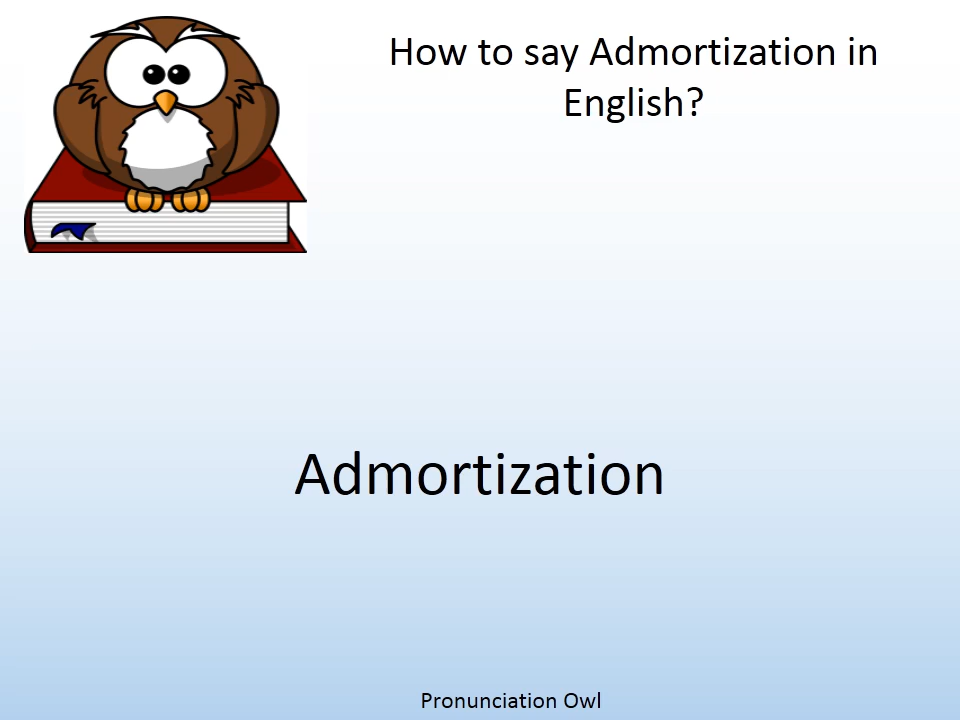 How to say Admortization in
English?
Admortization
Pronunciation Owl